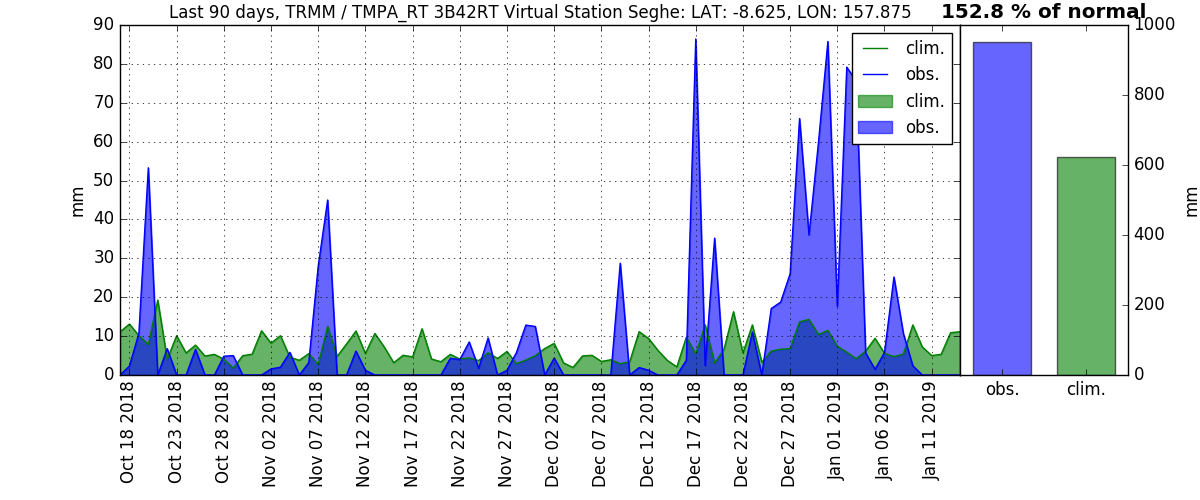 Last 90 days, TRMM / TMPA_RT 3B42RT Virtual Station Seghe: LAT: -8.625, LON: 157.875
152.8 % of normal
90
80
70
60
50
40
30
20
10
0
mm
clim.
obs.
clim.
obs.
Oct 18 2018
Oct 23 2018
Oct 28 2018
Nov 02 2018
Nov 07 2018
Nov 12 2018
Nov 17 2018
Nov 22 2018
Nov 27 2018
Dec 02 2018
Dec 07 2018
Dec 12 2018
Dec 17 2018
Dec 22 2018
Dec 27 2018
Jan 01 2019
Jan 06 2019
Jan 11 2019
1000
800
600
400
200
0
mm
obs.
clim.